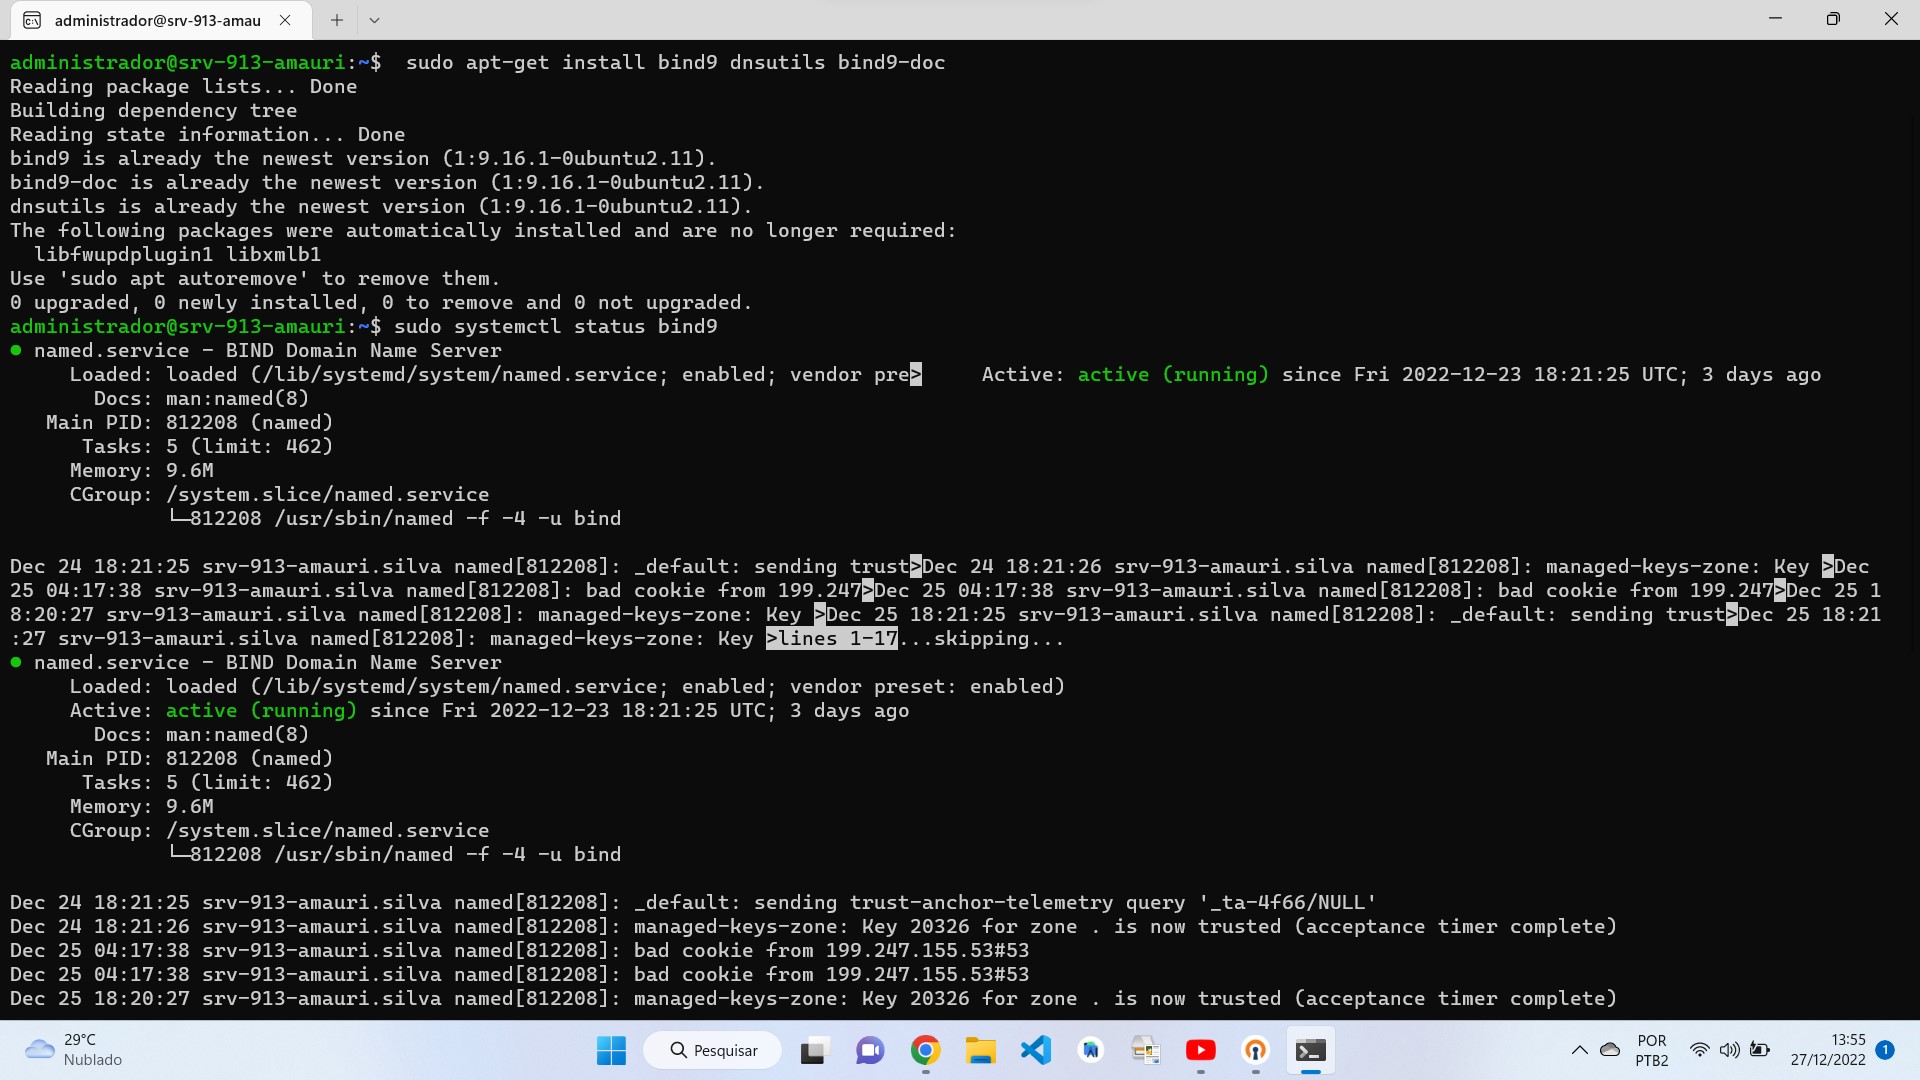 administrador@srv-913-amau
administrador@srv-913-amauri:~$  sudo apt-get install bind9 dnsutils bind9-doc
Reading package lists... Done
Building dependency tree
Reading state information... Done
bind9 is already the newest version (1:9.16.1-0ubuntu2.11).
bind9-doc is already the newest version (1:9.16.1-0ubuntu2.11).
dnsutils is already the newest version (1:9.16.1-0ubuntu2.11).
The following packages were automatically installed and are no longer required:
  libfwupdplugin1 libxmlb1
Use 'sudo apt autoremove' to remove them.
0 upgraded, 0 newly installed, 0 to remove and 0 not upgraded.
administrador@srv-913-amauri:~$ sudo systemctl status bind9
● named.service - BIND Domain Name Server
     Loaded: loaded (/lib/systemd/system/named.service; enabled; vendor pre>     Active: active (running) since Fri 2022-12-23 18:21:25 UTC; 3 days ago
       Docs: man:named(8)
   Main PID: 812208 (named)
      Tasks: 5 (limit: 462)
     Memory: 9.6M
     CGroup: /system.slice/named.service
             └─812208 /usr/sbin/named -f -4 -u bind
Dec 24 18:21:25 srv-913-amauri.silva named[812208]: _default: sending trust>Dec 24 18:21:26 srv-913-amauri.silva named[812208]: managed-keys-zone: Key >Dec
25 04:17:38 srv-913-amauri.silva named[812208]: bad cookie from 199.247>Dec 25 04:17:38 srv-913-amauri.silva named[812208]: bad cookie from 199.247>Dec 25 1
8:20:27 srv-913-amauri.silva named[812208]: managed-keys-zone: Key >Dec 25 18:21:25 srv-913-amauri.silva named[812208]: _default: sending trust>Dec 25 18:21
:27 srv-913-amauri.silva named[812208]: managed-keys-zone: Key >lines 1-17...skipping...
● named.service - BIND Domain Name Server
     Loaded: loaded (/lib/systemd/system/named.service; enabled; vendor preset: enabled)
     Active: active (running) since Fri 2022-12-23 18:21:25 UTC; 3 days ago
       Docs: man:named(8)
   Main PID: 812208 (named)
      Tasks: 5 (limit: 462)
     Memory: 9.6M
     CGroup: /system.slice/named.service
             └─812208 /usr/sbin/named -f -4 -u bind
Dec 24 18:21:25 srv-913-amauri.silva named[812208]: _default: sending trust-anchor-telemetry query '_ta-4f66/NULL'
Dec 24 18:21:26 srv-913-amauri.silva named[812208]: managed-keys-zone: Key 20326 for zone . is now trusted (acceptance timer complete)
Dec 25 04:17:38 srv-913-amauri.silva named[812208]: bad cookie from 199.247.155.53#53
Dec 25 04:17:38 srv-913-amauri.silva named[812208]: bad cookie from 199.247.155.53#53
Dec 25 18:20:27 srv-913-amauri.silva named[812208]: managed-keys-zone: Key 20326 for zone . is now trusted (acceptance timer complete)
29°C
Nublado
Pesquisar
POR
PTB2
13:55
27/12/2022
1